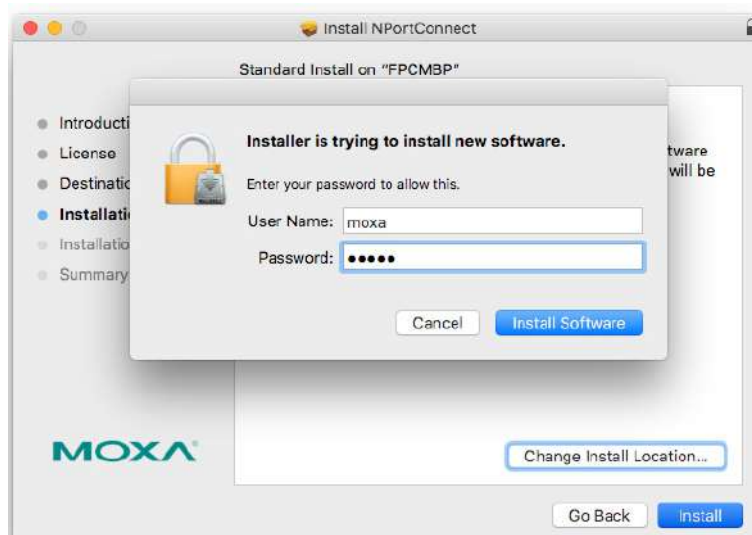 Install NPortConnect
Standard Install on "FPCMBP"
Introducti
License
Destinatic
Installati
Installatio
Summary
tware
will be
Installer is trying to install new software.
Enter your password to allow this.
User Name: moxa
Password: •••••
Cancel Install Software
MOXA
Change Install Location...
Go Back Install